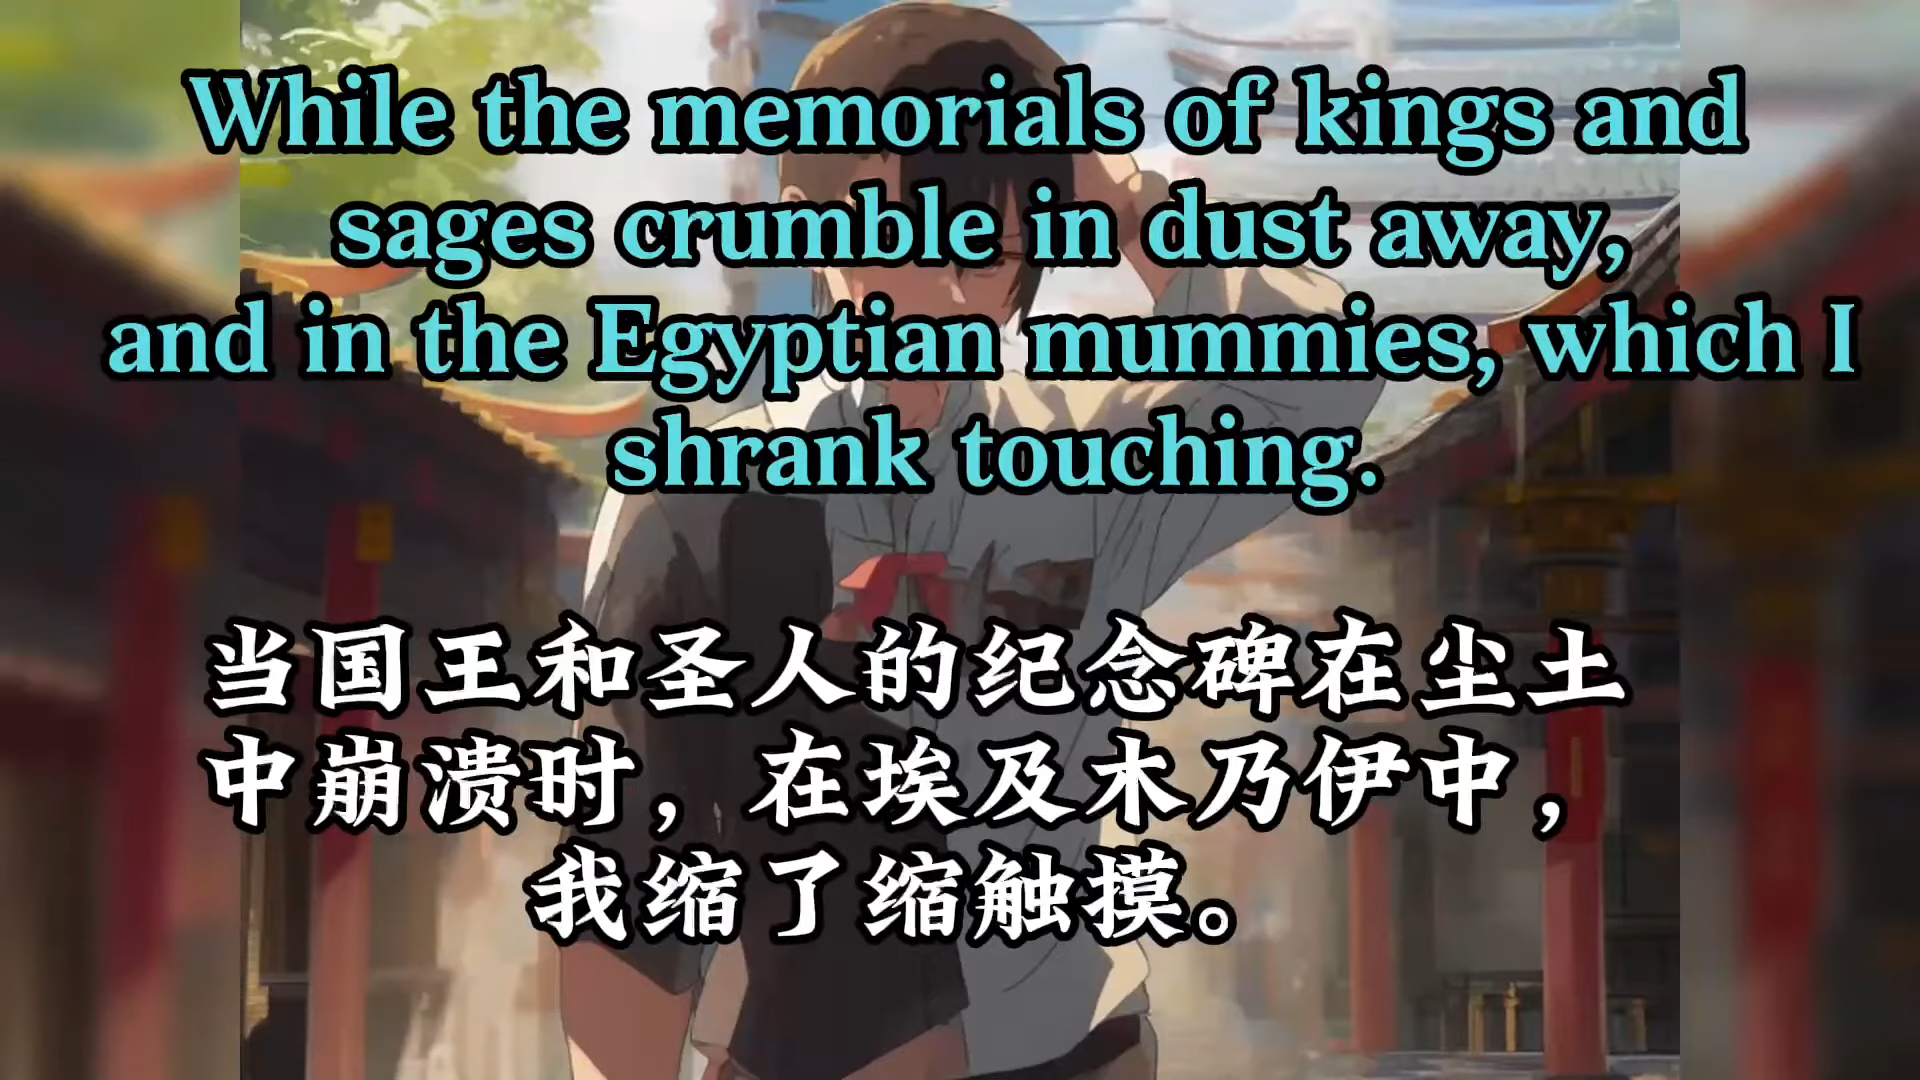 While the memorials of kings and
sages crumble in dust away,
and in the Egyptian mummies, which I
shrank touching.
当国王和圣人的纪念碑在尘土
中崩溃时，在埃及木乃伊中，
我缩了缩触摸。